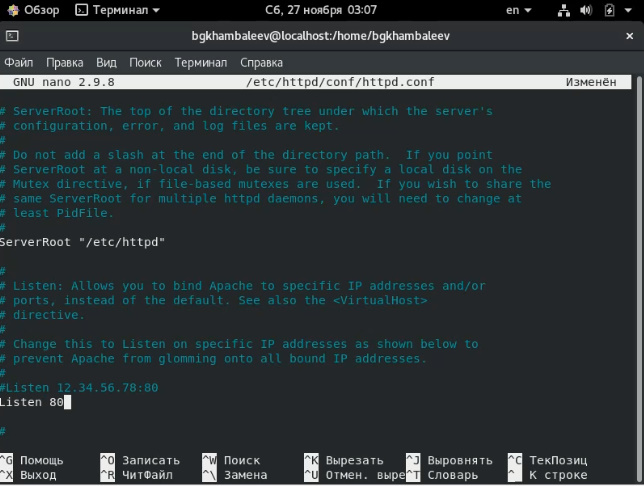 Обзор Терминал Сб, 27 ноября 03:07 en
bgkhambaleev@localhost:/home/bgkhambaleev
Файл Правка Вид Поиск Терминал Справка
GNU nano 2.9.8 /etc/httpd/conf/httpd.conf Изменён
# ServerRoot: The top of the directory tree under which the server's
# configuration, error, and log files are kept.
#
# Do not add a slash at the end of the directory path.  If you point
# ServerRoot at a non-local disk, be sure to specify a local disk on the
# Mutex directive, if file-based mutexes are used.  If you wish to share the
# same ServerRoot for multiple httpd daemons, you will need to change at
# least PidFile.
#
ServerRoot "/etc/httpd"
#
# Listen: Allows you to bind Apache to specific IP addresses and/or
# ports, instead of the default. See also the <VirtualHost>
# directive.
#
# Change this to Listen on specific IP addresses as shown below to
# prevent Apache from glomming onto all bound IP addresses.
#
#Listen 12.34.56.78:80
Listen 80
#
^G Помощь ^O Записать ^W Поиск ^K Вырезать ^J Выровнять ^C ТекПозиц
^X Выход ^R ЧитФайл ^\ Замена ^U Отмен. выре^T Словарь ^_ К строке